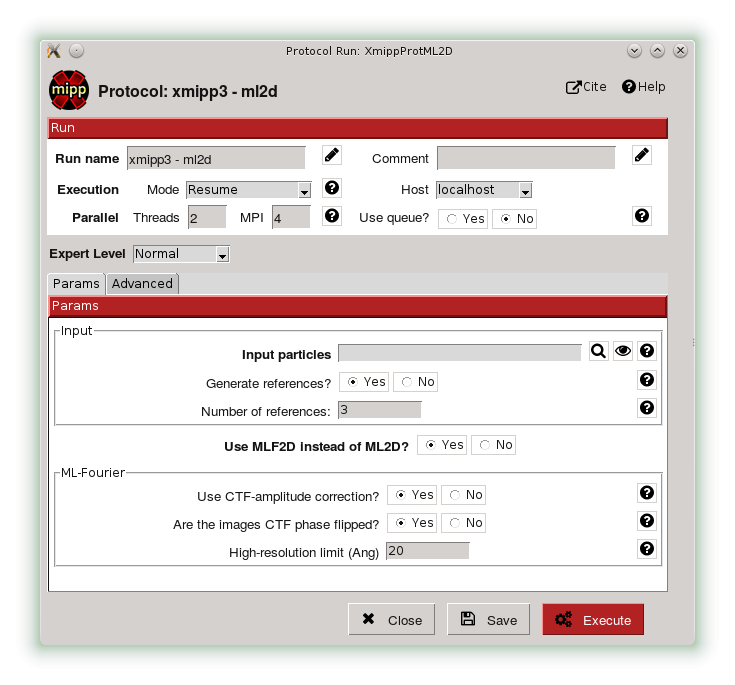 Protocol Run: XmippProtML2D
mipp Protocol: xmipp3 - ml2d Cite Help
Run
Run name xmipp3 - ml2d Comment
Execution Mode Resume Host localhost
Parallel Threads 2 MPI 4 Use queue? Yes No
Expert Level Normal
Params Advanced
Params
Input
Input particles
Generate references? Yes No
Number of references: 3
Use MLF2D instead of ML2D? Yes No
ML-Fourier
Use CTF-amplitude correction? Yes No
Are the images CTF phase flipped? Yes No
High-resolution limit (Ang) 20
Close Save Execute